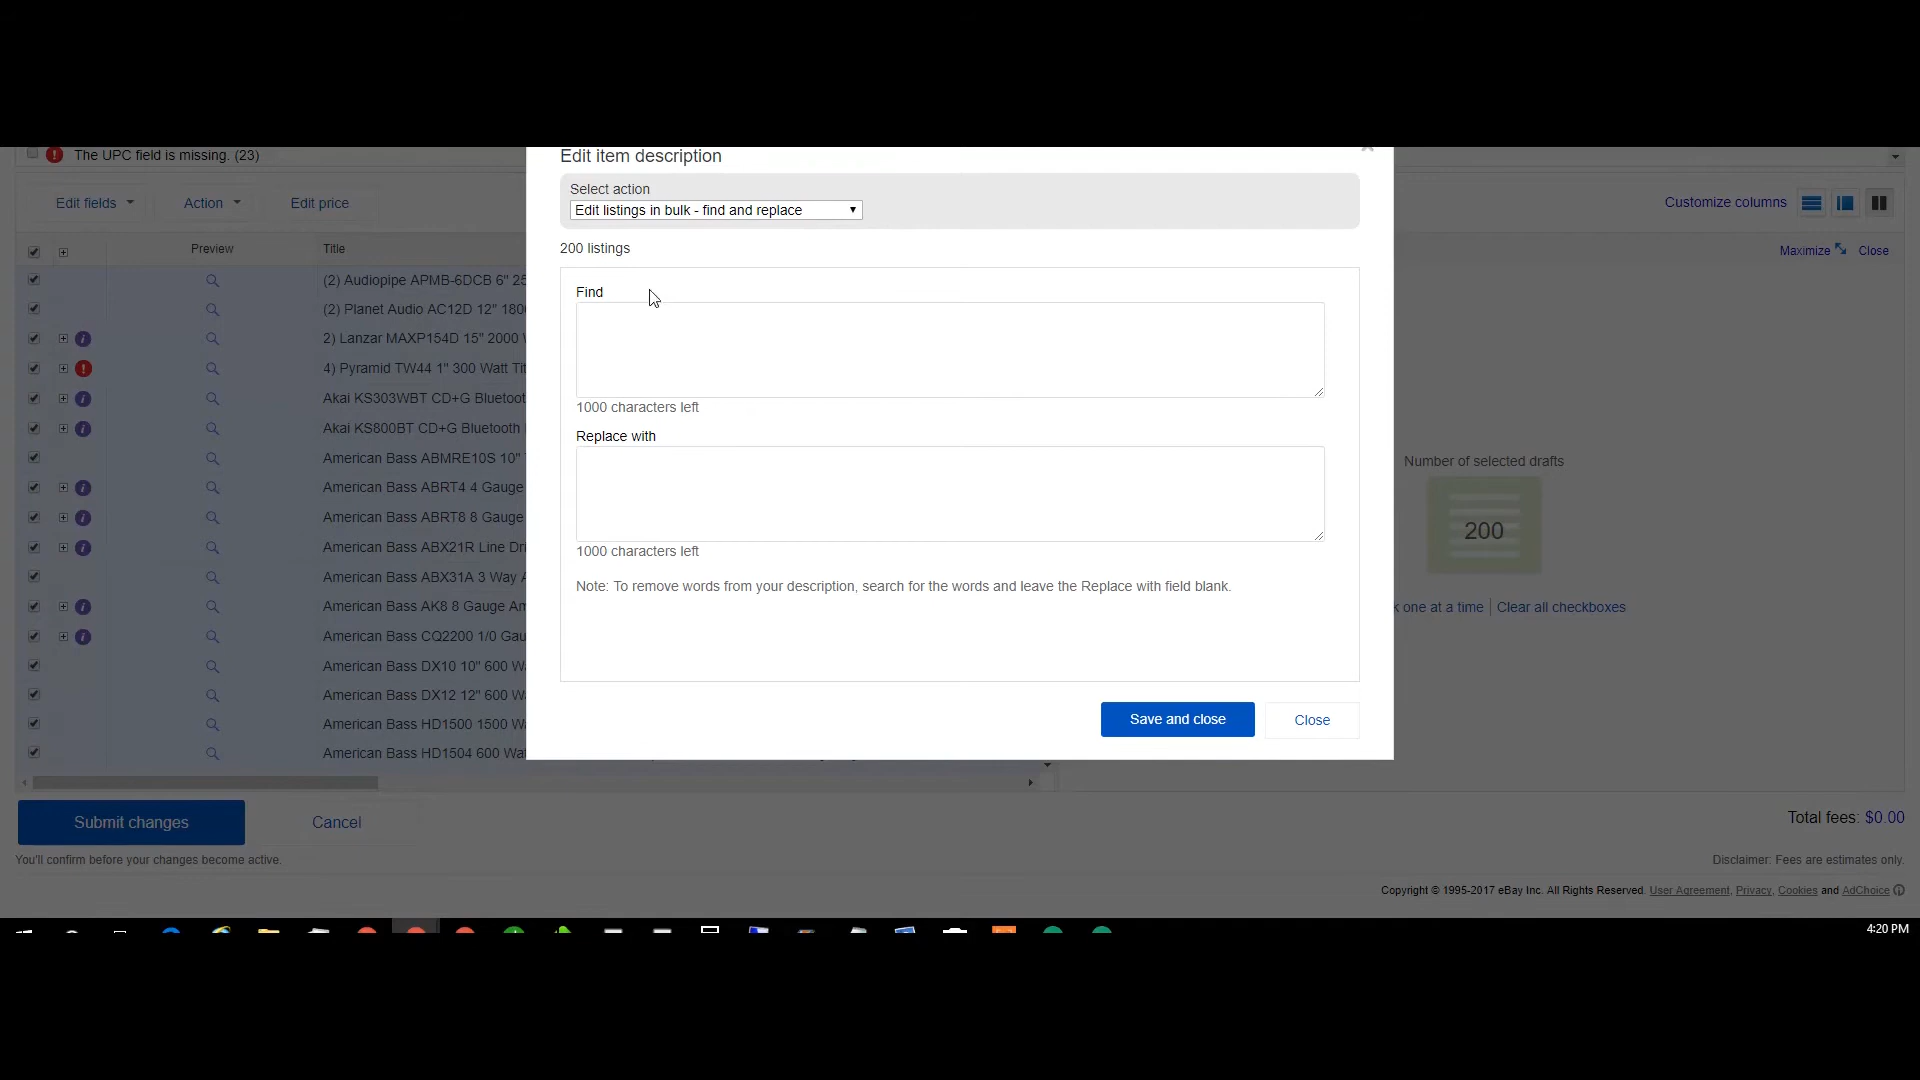 The UPC field is missing. (23)
Edit item description
Select action
Edit listings in bulk - find and replace
200 listings
Find
1000 characters left
Replace with
1000 characters left
Note: To remove words from your description, search for the words and leave the Replace with field blank.
Save and close
Close
Edit fields
Action
Edit price
Customize columns
Preview
Title
Maximize
Close
(2) Audiopipe APMB-6DCB 6" 25
(2) Planet Audio AC12D 12" 180
2) Lanzar MAXP154D 15" 2000
4) Pyramid TW44 1" 300 Watt Tit
Akai KS303WBT CD+G Bluetoot
Akai KS800BT CD+G Bluetooth
American Bass ABMRE10S 10"
American Bass ABRT4 4 Gauge
American Bass ABRT8 8 Gauge
American Bass ABX21R Line Dri
American Bass ABX31A 3 Way A
American Bass AK8 8 Gauge Am
American Bass CQ2200 1/0 Gau
American Bass DX10 10" 600 W
American Bass DX12 12" 600 W
American Bass HD1500 1500 W
American Bass HD1504 600 Wat
Number of selected drafts
200
k one at a time
Clear all checkboxes
Submit changes
Cancel
Total fees: $0.00
You'll confirm before your changes become active.
Disclaimer: Fees are estimates only.
Copyright © 1995-2017 eBay Inc. All Rights Reserved. User Agreement, Privacy, Cookies and AdChoice
4:20 PM